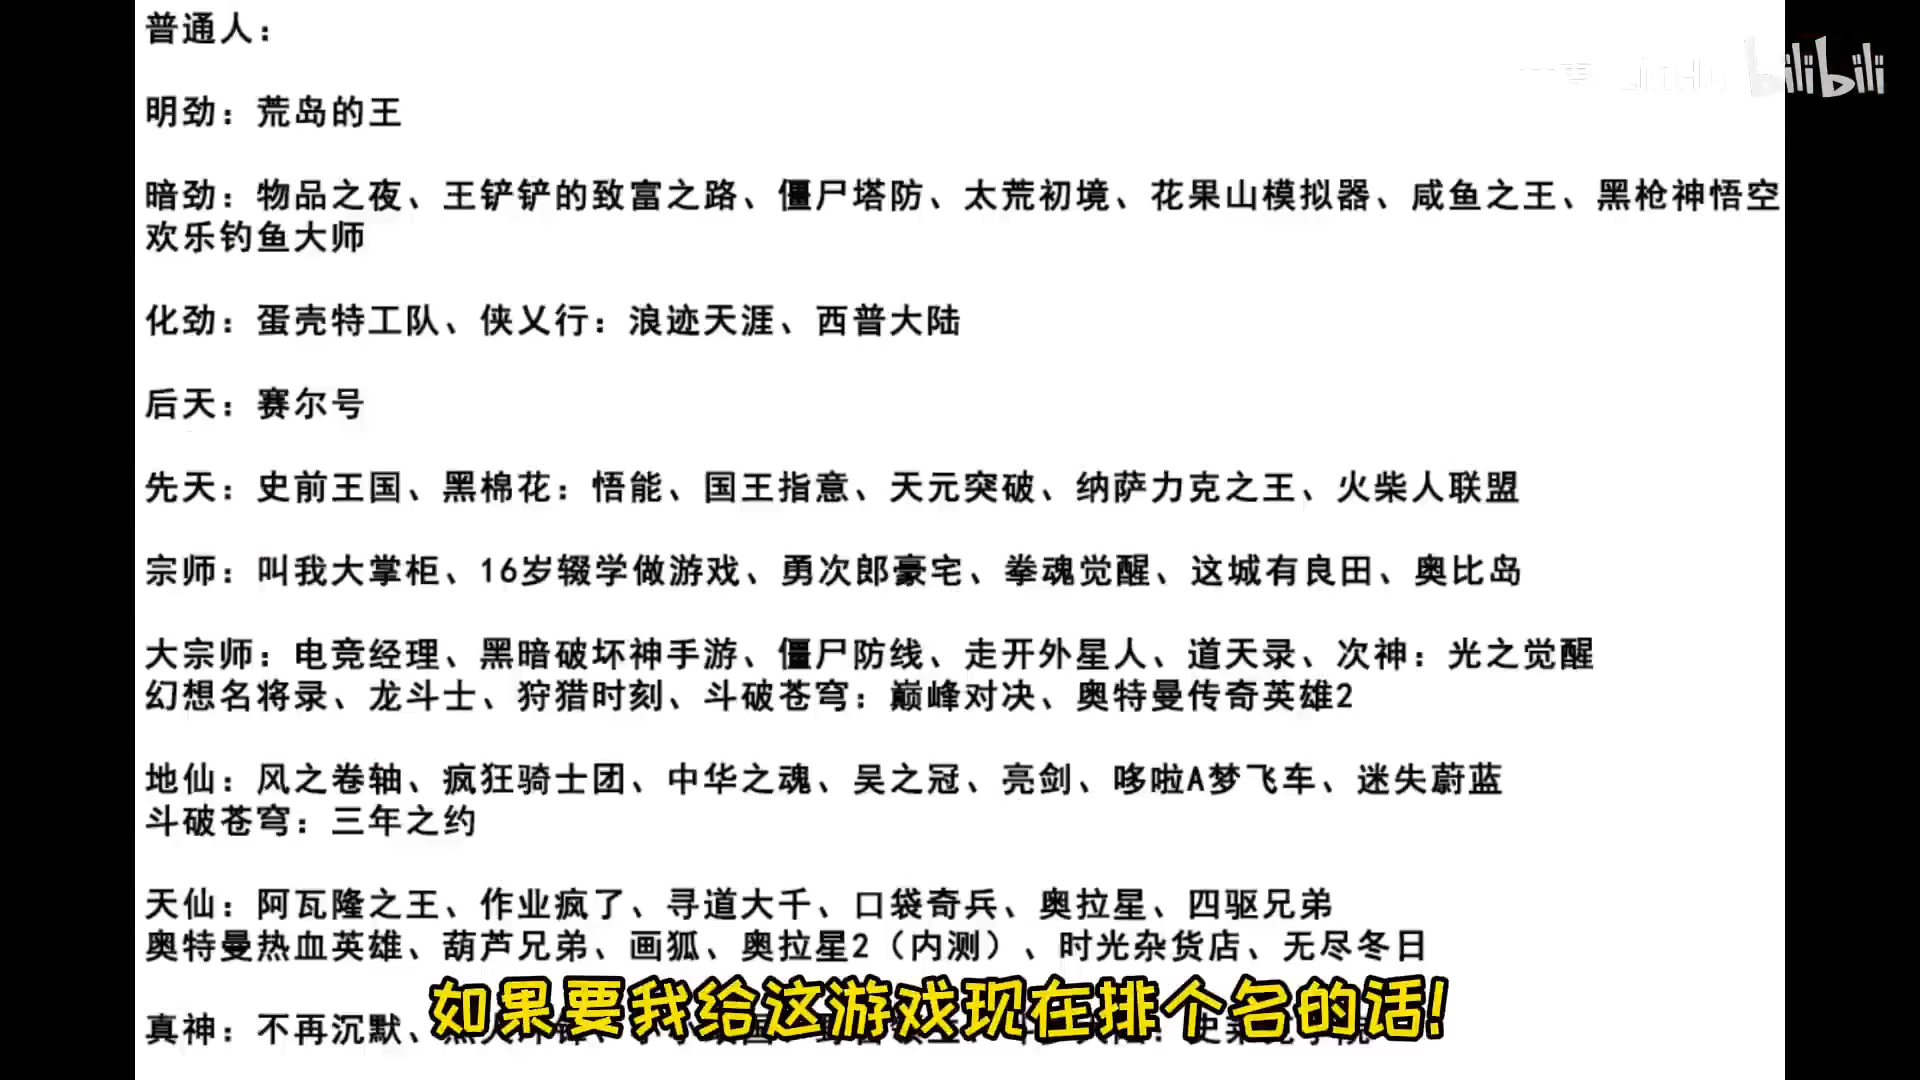 普通人：
bilibili
明劲：荒岛的王
暗劲：物品之夜、王铲铲的致富之路、僵尸塔防、太荒初境、花果山模拟器、咸鱼之王、黑枪神悟空
欢乐钓鱼大师
化劲：蛋壳特工队、侠乂行：浪迹天涯、西普大陆
后天：赛尔号
先天：史前王国、黑棉花：悟能、国王指意、天元突破、纳萨力克之王、火柴人联盟
宗师：叫我大掌柜、16岁辍学做游戏、勇次郎豪宅、拳魂觉醒、这城有良田、奥比岛
大宗师：电竞经理、黑暗破坏神手游、僵尸防线、走开外星人、道天录、次神：光之觉醒
幻想名将录、龙斗士、狩猎时刻、斗破苍穹：巅峰对决、奥特曼传奇英雄2
地仙：风之卷轴、疯狂骑士团、中华之魂、吴之冠、亮剑、哆啦A梦飞车、迷失蔚蓝
斗破苍穹：三年之约
天仙：阿瓦隆之王、作业疯了、寻道大千、口袋奇兵、奥拉星、四驱兄弟
奥特曼热血英雄、葫芦兄弟、画狐、奥拉星2（内测）、时光杂货店、无尽冬日
真神：不再沉默、
如果要我给这游戏现在排个名的话！